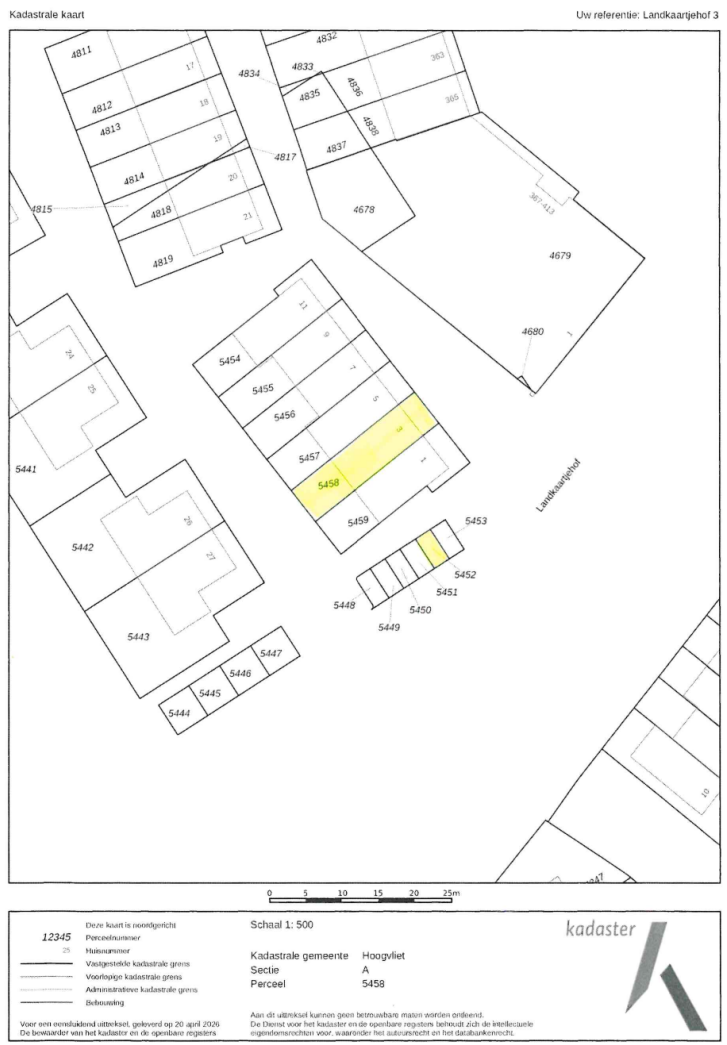 Kadastrale kaart
Uw referentie: Landkaartjehof 3
4811
4832
363
17
4833
4834
4836
4835
365
4812
18
4813
4838
19
4837
4817
4814
20
367-413
4815
4818
4678
21
4679
4819
11
4680
1
9
24
5454
7
25
5455
5
5456
3
5457
1
5441
5458
Landkaartjehof
5459
26
5453
5442
27
5452
5451
5448
5450
5449
5443
5447
5446
5445
5444
10
0 5 10 15 20 25m
Deze kaart is noordgericht
12345 Perceelnummer
25 Huisnummer
Vastgestelde kadastrale grens
Voorlopige kadastrale grens
Administratieve kadastrale grens
Bebouwing
Voor een eensluidend uittreksel, geleverd op 20 april 2026
De bewaarder van het kadaster en de openbare registers
Schaal 1: 500
Kadastrale gemeente Hoogvliet
Sectie A
Perceel 5458
Aan dit uittreksel kunnen geen betrouwbare maten worden ontleend.
De Dienst voor het kadaster en de openbare registers behoudt zich de intellectuele
eigendomsrechten voor, waaronder het auteursrecht en het databankenrecht.
kadaster